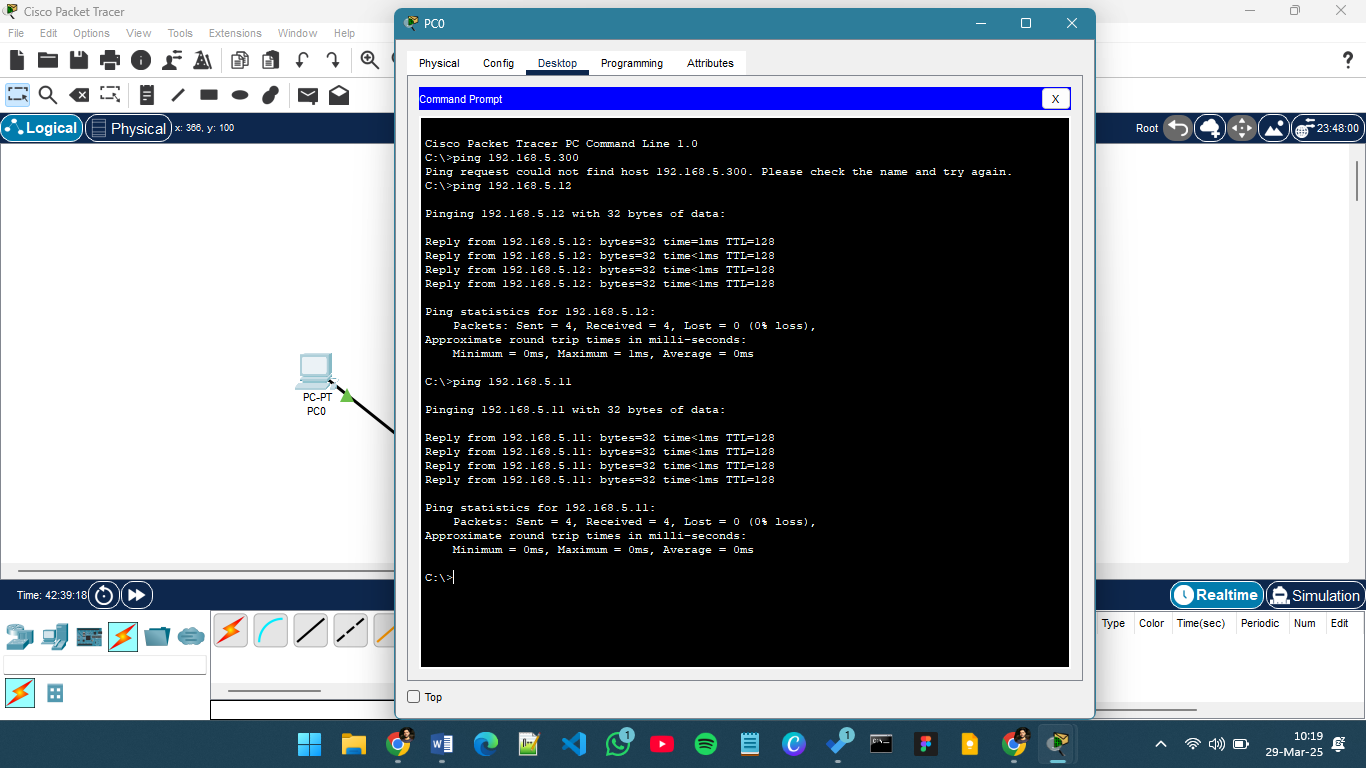 Cisco Packet Tracer
File Edit Options View Tools Extensions Window Help
Logical
Physical
x: 366, y: 100
Root
23:48:00
PC-PT
PC0
PC0
Physical Config Desktop Programming Attributes
Command Prompt
X
Cisco Packet Tracer PC Command Line 1.0
C:\>ping 192.168.5.300
Ping request could not find host 192.168.5.300. Please check the name and try again.
C:\>ping 192.168.5.12
Pinging 192.168.5.12 with 32 bytes of data:
Reply from 192.168.5.12: bytes=32 time=1ms TTL=128
Reply from 192.168.5.12: bytes=32 time<1ms TTL=128
Reply from 192.168.5.12: bytes=32 time<1ms TTL=128
Reply from 192.168.5.12: bytes=32 time<1ms TTL=128
Ping statistics for 192.168.5.12:
Packets: Sent = 4, Received = 4, Lost = 0 (0% loss),
Approximate round trip times in milli-seconds:
Minimum = 0ms, Maximum = 1ms, Average = 0ms
C:\>ping 192.168.5.11
Pinging 192.168.5.11 with 32 bytes of data:
Reply from 192.168.5.11: bytes=32 time<1ms TTL=128
Reply from 192.168.5.11: bytes=32 time<1ms TTL=128
Reply from 192.168.5.11: bytes=32 time<1ms TTL=128
Reply from 192.168.5.11: bytes=32 time<1ms TTL=128
Ping statistics for 192.168.5.11:
Packets: Sent = 4, Received = 4, Lost = 0 (0% loss),
Approximate round trip times in milli-seconds:
Minimum = 0ms, Maximum = 0ms, Average = 0ms
C:\>
Top
Time: 42:39:18
Realtime
Simulation
Type Color Time(sec) Periodic Num Edit
1
1
10:19
29-Mar-25